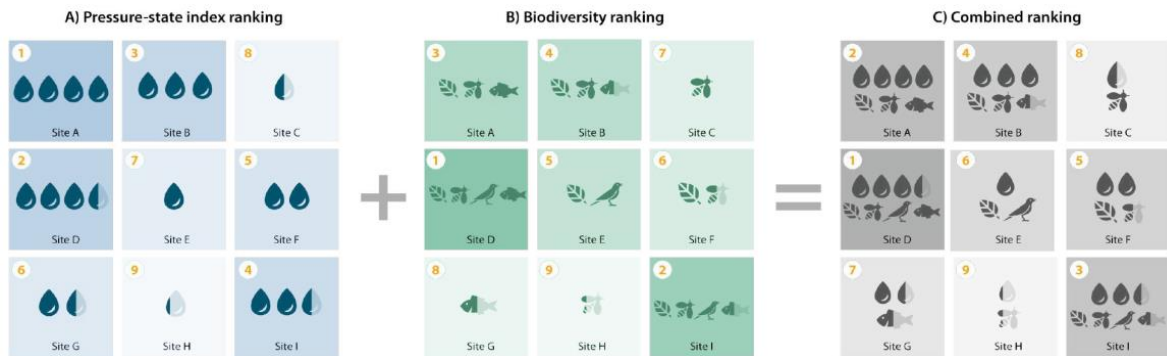 A) Pressure-state index ranking
B) Biodiversity ranking
C) Combined ranking
1 3 8
Site A Site B Site C
2 7 5
Site D Site E Site F
6 9 4
Site G Site H Site I
+
3 4 7
Site A Site B Site C
1 5 6
Site D Site E Site F
8 9 2
Site G Site H Site I
=
2 4 8
Site A Site B Site C
1 6 5
Site D Site E Site F
7 9 3
Site G Site H Site I